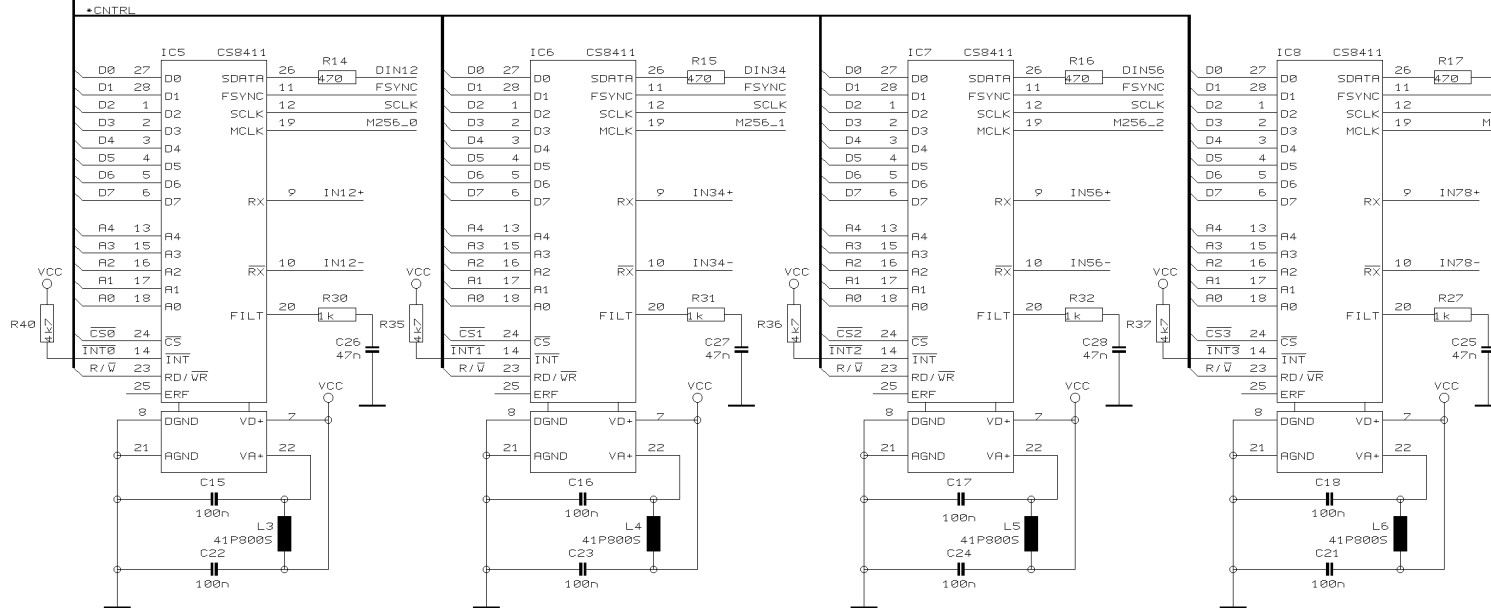 *CNTRL
IC5 CS8411
D0 27 D0
D1 28 D1
D2 1 D2
D3 2 D3
D4 3 D4
D5 4 D5
D6 5 D6
D7 6 D7
A4 13 A4
A3 15 A3
A2 16 A2
A1 17 A1
A0 18 A0
CS0 24 CS
INT0 14 INT
R/W 23 RD/WR
25 ERF
SDATA 26 R14 470 DIN12
FSYNC 11 FSYNC
SCLK 12 SCLK
MCLK 19 M256_0
RX 9 IN12+
RX 10 IN12-
FILT 20 R30 1k
C26 47n
VCC
R40 4k7
VCC
8 DGND VD+ 7
21 AGND VA+ 22
C15
100n
L3
41P800S
C22
100n
IC6 CS8411
D0 27 D0
D1 28 D1
D2 1 D2
D3 2 D3
D4 3 D4
D5 4 D5
D6 5 D6
D7 6 D7
A4 13 A4
A3 15 A3
A2 16 A2
A1 17 A1
A0 18 A0
CS1 24 CS
INT1 14 INT
R/W 23 RD/WR
25 ERF
SDATA 26 R15 470 DIN34
FSYNC 11 FSYNC
SCLK 12 SCLK
MCLK 19 M256_1
RX 9 IN34+
RX 10 IN34-
FILT 20 R31 1k
C27 47n
VCC
R35 4k7
VCC
8 DGND VD+ 7
21 AGND VA+ 22
C16
100n
L4
41P800S
C23
100n
IC7 CS8411
D0 27 D0
D1 28 D1
D2 1 D2
D3 2 D3
D4 3 D4
D5 4 D5
D6 5 D6
D7 6 D7
A4 13 A4
A3 15 A3
A2 16 A2
A1 17 A1
A0 18 A0
CS2 24 CS
INT2 14 INT
R/W 23 RD/WR
25 ERF
SDATA 26 R16 470 DIN56
FSYNC 11 FSYNC
SCLK 12 SCLK
MCLK 19 M256_2
RX 9 IN56+
RX 10 IN56-
FILT 20 R32 1k
C28 47n
VCC
R36 4k7
VCC
8 DGND VD+ 7
21 AGND VA+ 22
C17
100n
L5
41P800S
C24
100n
IC8 CS8411
D0 27 D0
D1 28 D1
D2 1 D2
D3 2 D3
D4 3 D4
D5 4 D5
D6 5 D6
D7 6 D7
A4 13 A4
A3 15 A3
A2 16 A2
A1 17 A1
A0 18 A0
CS3 24 CS
INT3 14 INT
R/W 23 RD/WR
25 ERF
SDATA 26 R17 470
FSYNC 11
SCLK 12
MCLK 19
RX 9 IN78+
RX 10 IN78-
FILT 20 R27 1k
C25 47n
VCC
R37 4k7
VCC
8 DGND VD+ 7
21 AGND VA+ 22
C18
100n
L6
41P800S
C21
100n